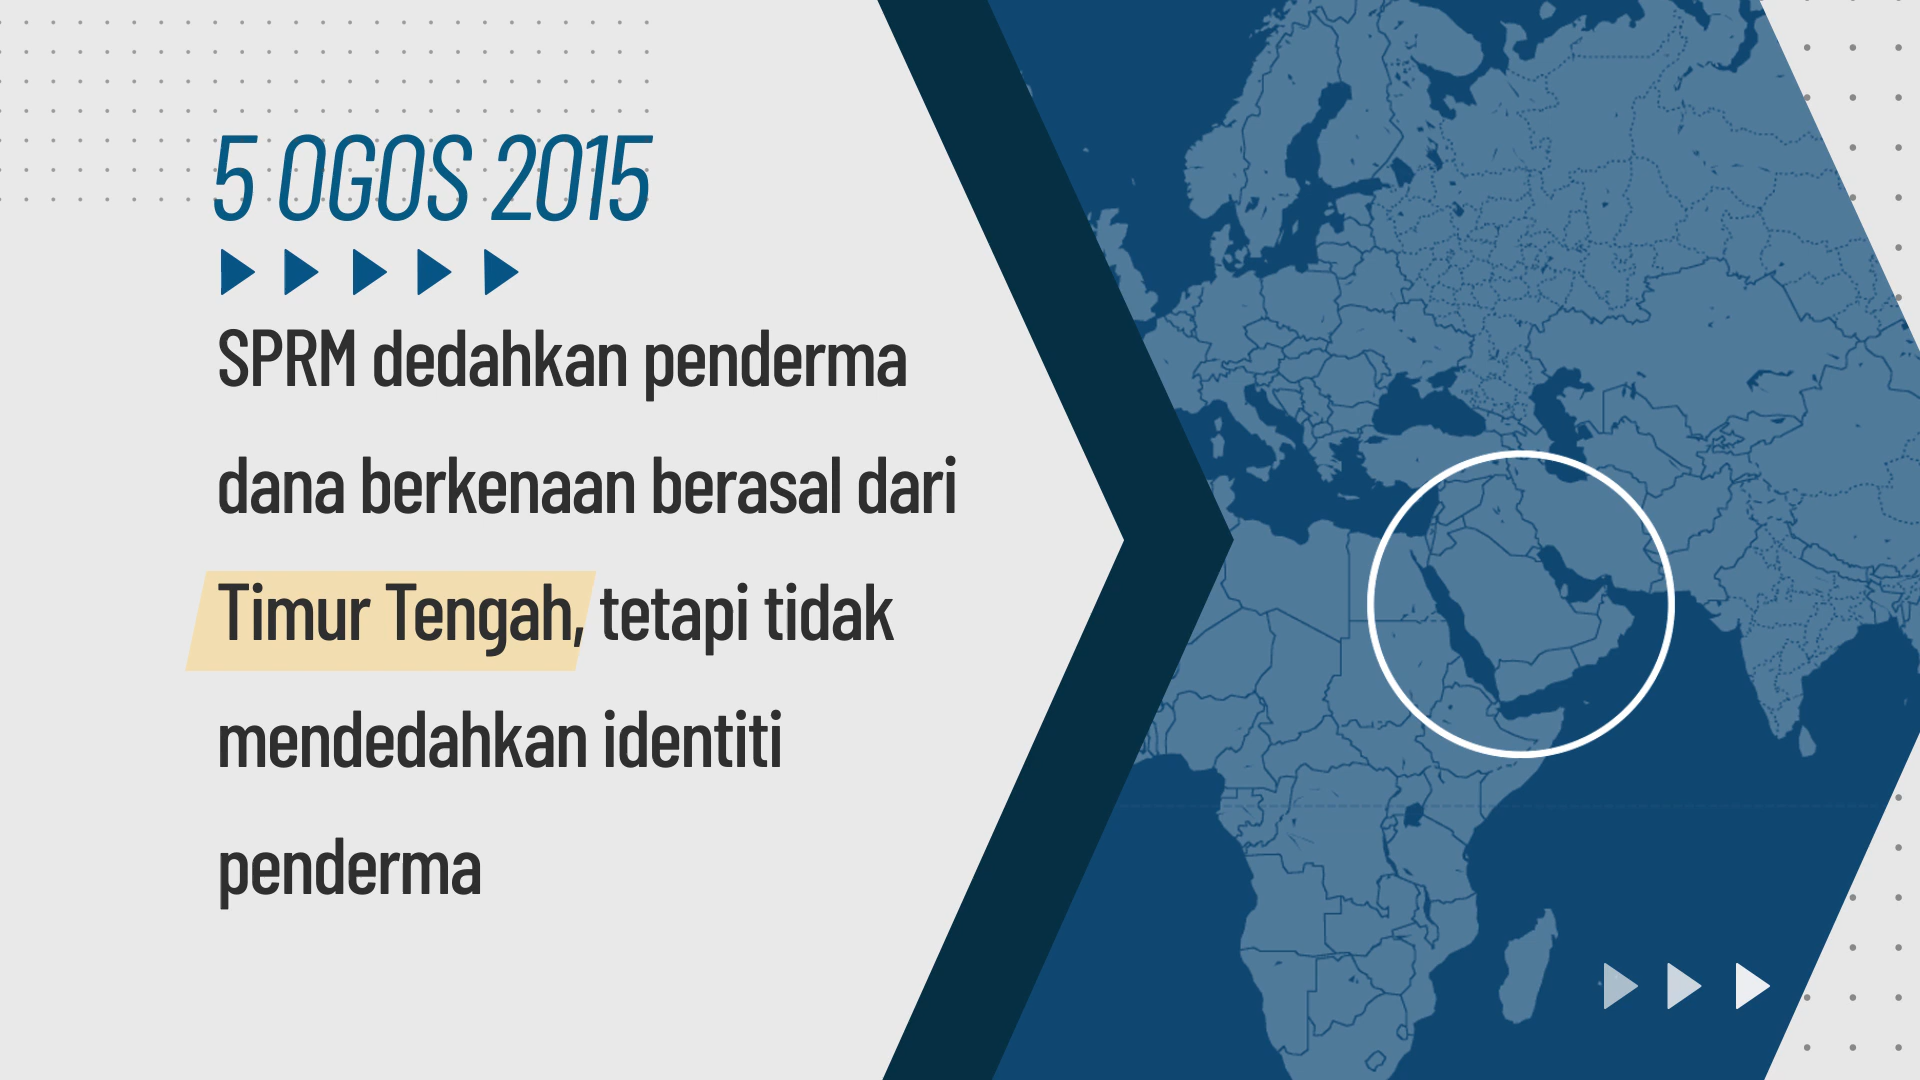 5 OGOS 2015
SPRM dedahkan penderma
dana berkenaan berasal dari
Timur Tengah, tetapi tidak
mendedahkan identiti
penderma